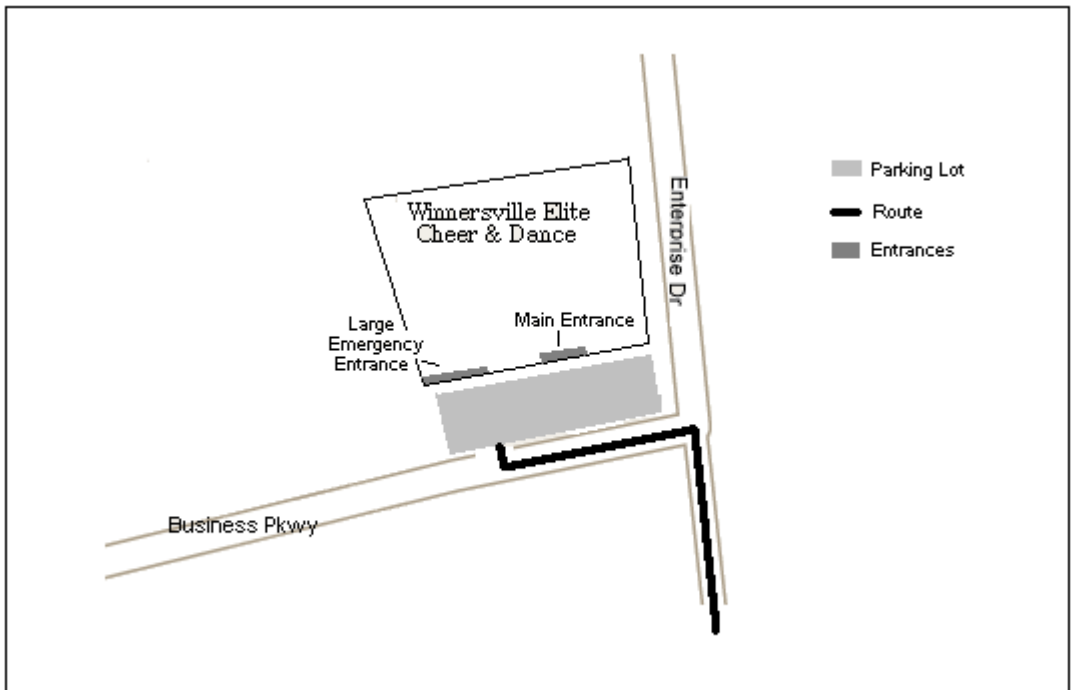 Winnersville Elite
Cheer & Dance
Large
Emergency
Entrance
Main Entrance
Enterprise Dr
Business Pkwy
Parking Lot
Route
Entrances